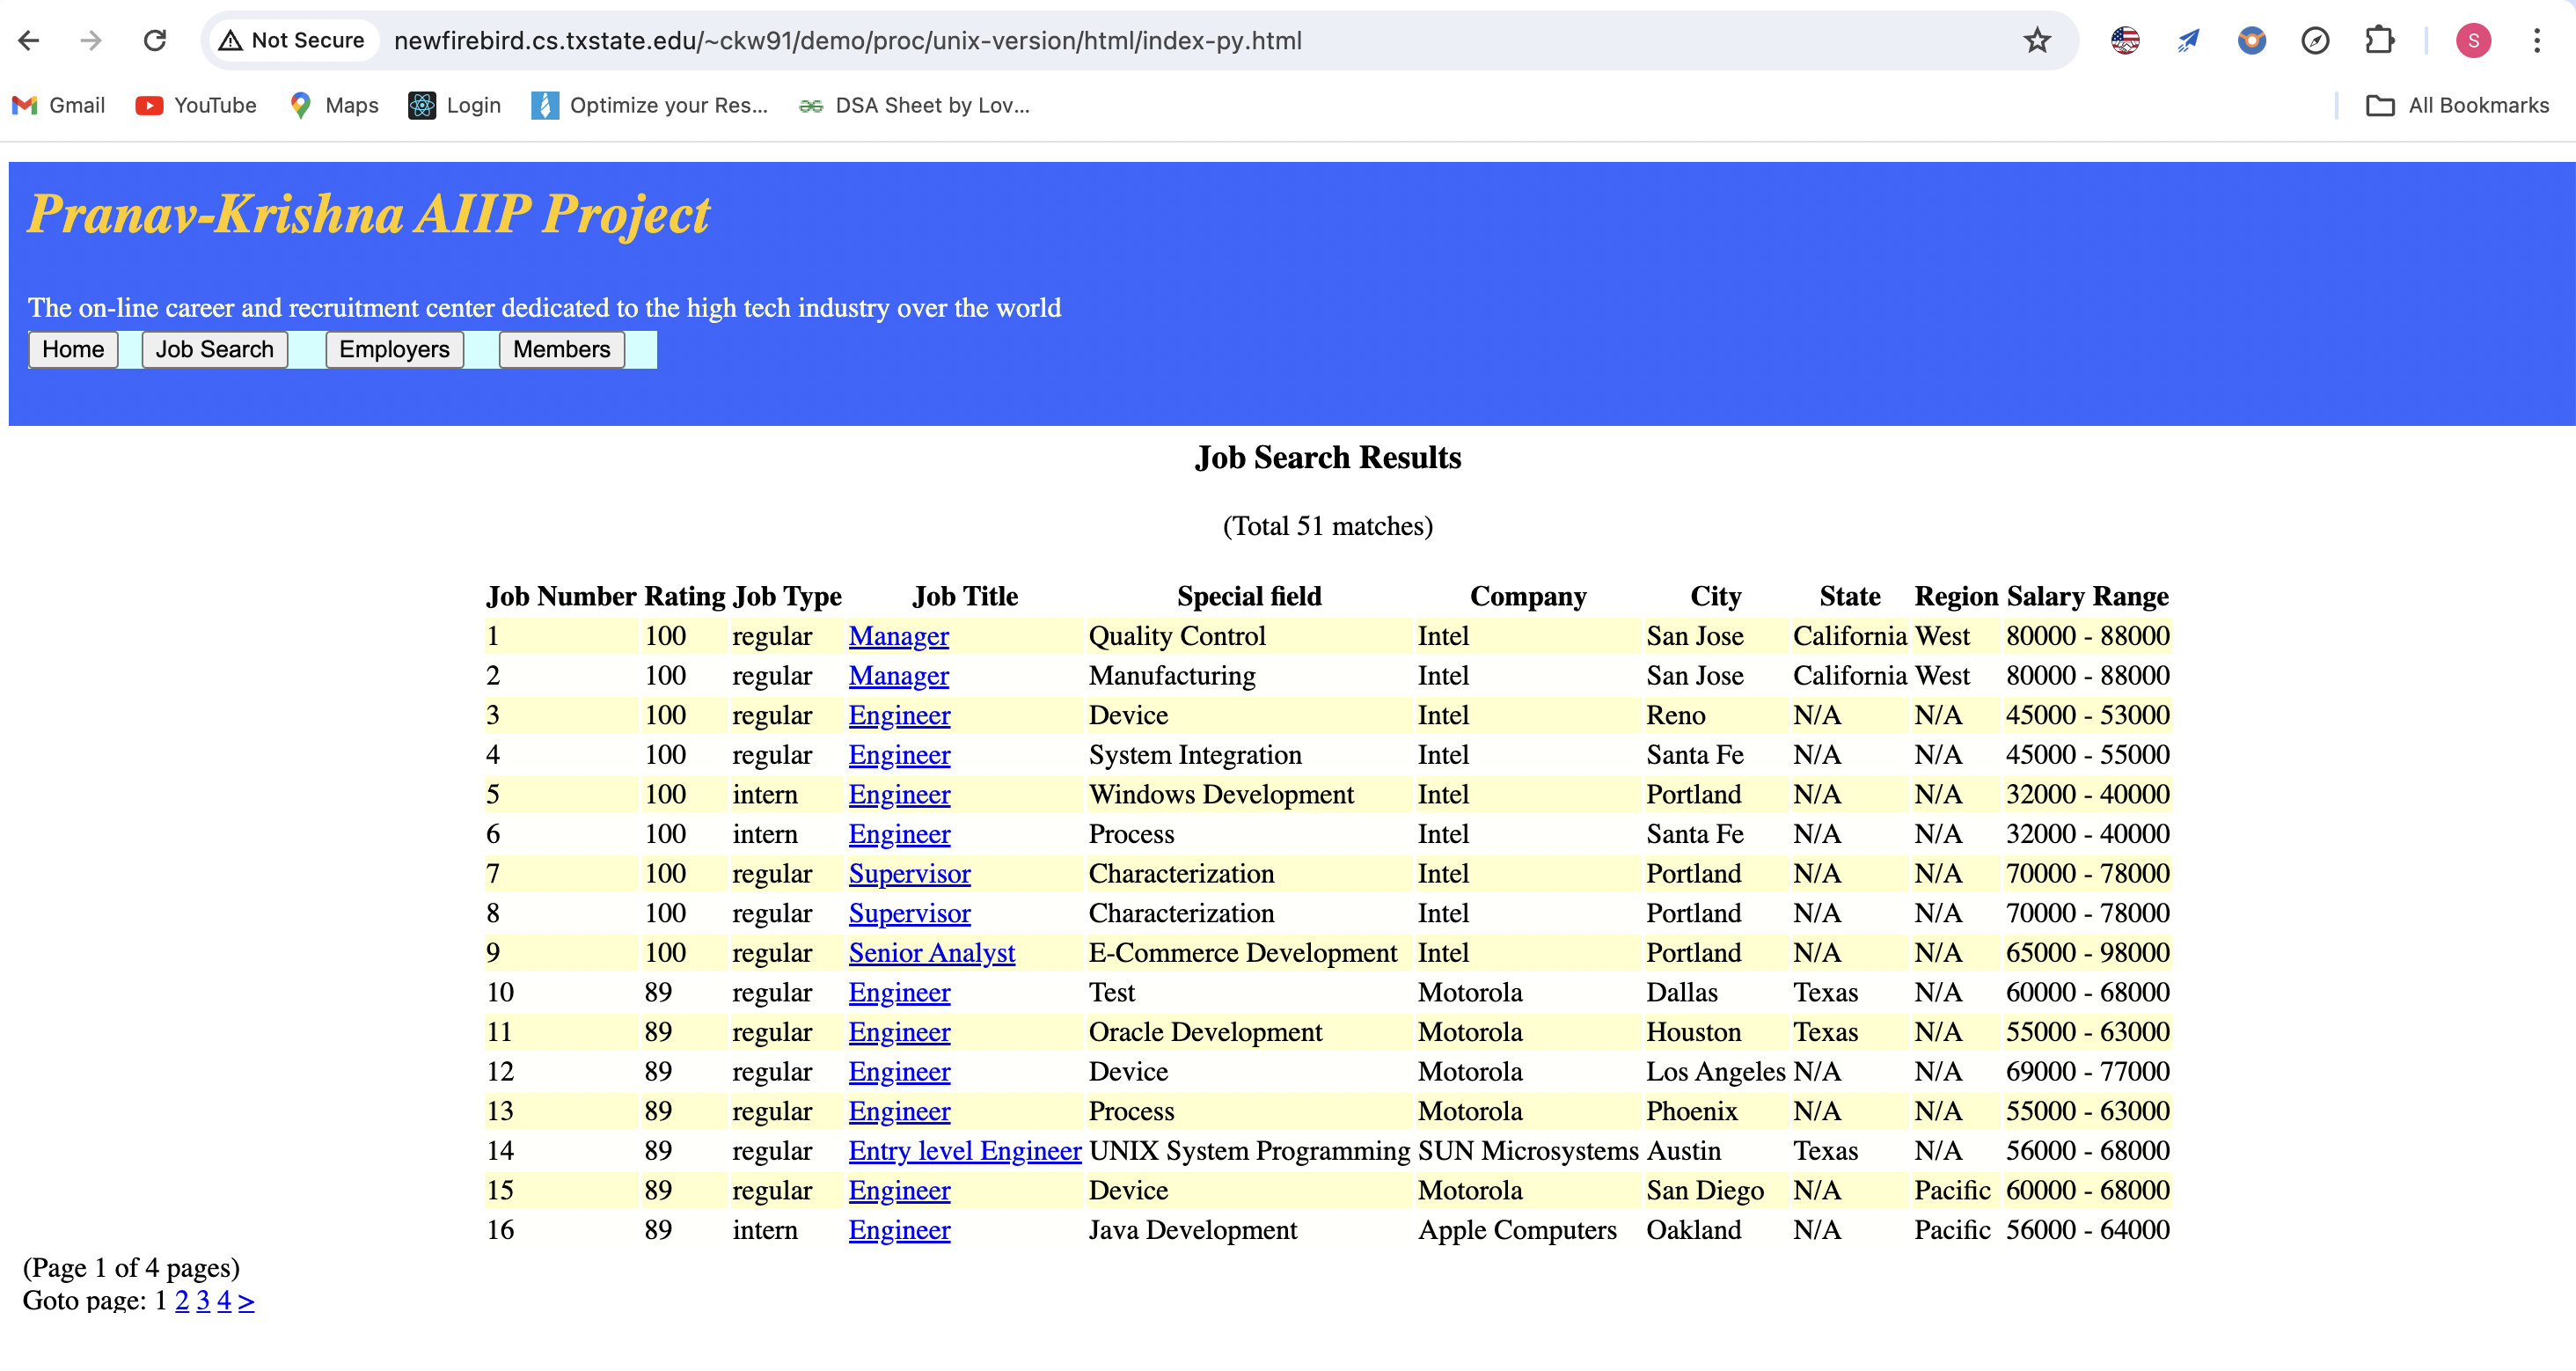 Not Secure newfirebird.cs.txstate.edu/~ckw91/demo/proc/unix-version/html/index-py.html S
Gmail YouTube Maps Login Optimize your Res... DSA Sheet by Lov... All Bookmarks
Pranav-Krishna AIIP Project
The on-line career and recruitment center dedicated to the high tech industry over the world
Home Job Search Employers Members
Job Search Results
(Total 51 matches)
Job Number Rating Job Type Job Title Special field Company City State Region Salary Range
1 100 regular Manager Quality Control Intel San Jose California West 80000 - 88000
2 100 regular Manager Manufacturing Intel San Jose California West 80000 - 88000
3 100 regular Engineer Device Intel Reno N/A N/A 45000 - 53000
4 100 regular Engineer System Integration Intel Santa Fe N/A N/A 45000 - 55000
5 100 intern Engineer Windows Development Intel Portland N/A N/A 32000 - 40000
6 100 intern Engineer Process Intel Santa Fe N/A N/A 32000 - 40000
7 100 regular Supervisor Characterization Intel Portland N/A N/A 70000 - 78000
8 100 regular Supervisor Characterization Intel Portland N/A N/A 70000 - 78000
9 100 regular Senior Analyst E-Commerce Development Intel Portland N/A N/A 65000 - 98000
10 89 regular Engineer Test Motorola Dallas Texas N/A 60000 - 68000
11 89 regular Engineer Oracle Development Motorola Houston Texas N/A 55000 - 63000
12 89 regular Engineer Device Motorola Los Angeles N/A N/A 69000 - 77000
13 89 regular Engineer Process Motorola Phoenix N/A N/A 55000 - 63000
14 89 regular Entry level Engineer UNIX System Programming SUN Microsystems Austin Texas N/A 56000 - 68000
15 89 regular Engineer Device Motorola San Diego N/A Pacific 60000 - 68000
16 89 intern Engineer Java Development Apple Computers Oakland N/A Pacific 56000 - 64000
(Page 1 of 4 pages)
Goto page: 1 2 3 4 >